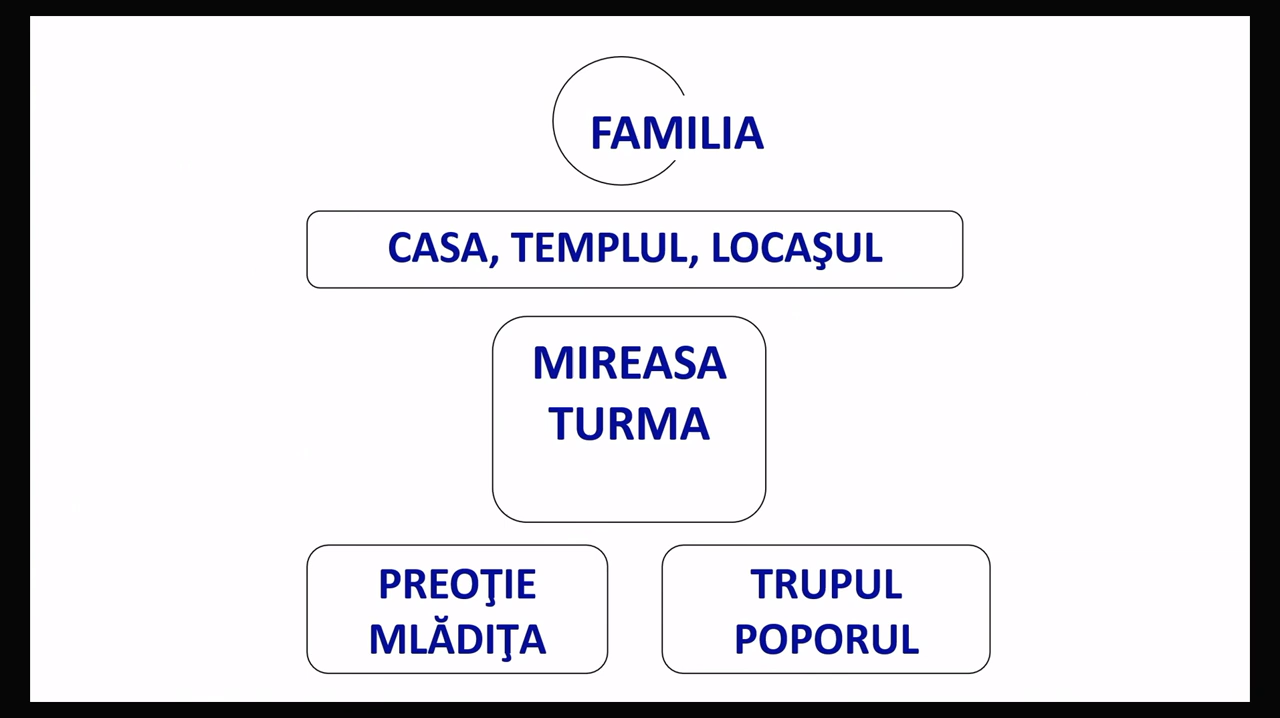 FAMILIA
CASA, TEMPLUL, LOCAŞUL
MIREASA
TURMA
PREOŢIE
MLĂDIŢA
TRUPUL
POPORUL